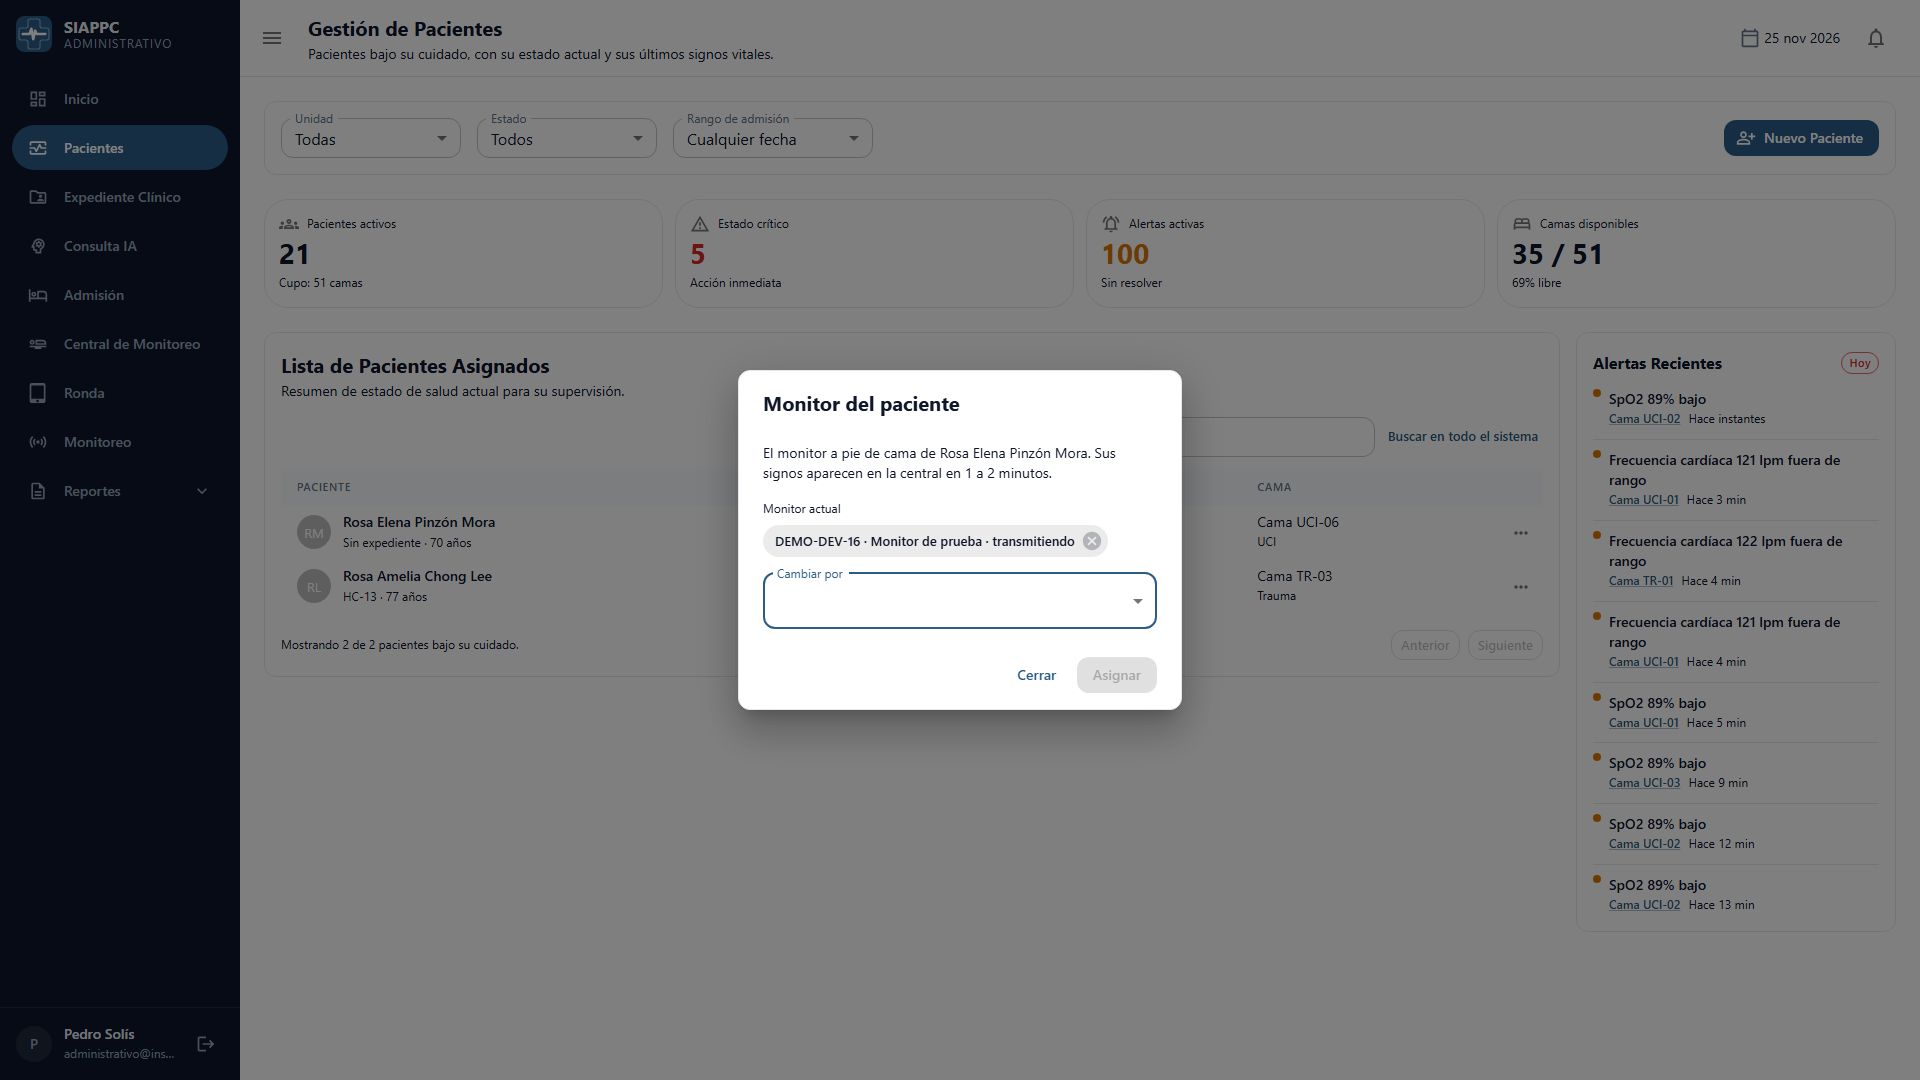 SIAPPC
ADMINISTRATIVO
Inicio
Pacientes
Expediente Clínico
Consulta IA
Admisión
Central de Monitoreo
Ronda
Monitoreo
Reportes
P
Pedro Solís
administrativo@ins...
Gestión de Pacientes
Pacientes bajo su cuidado, con su estado actual y sus últimos signos vitales.
25 nov 2026
Unidad
Todas
Estado
Todos
Rango de admisión
Cualquier fecha
Nuevo Paciente
Pacientes activos
21
Cupo: 51 camas
Estado crítico
5
Acción inmediata
Alertas activas
100
Sin resolver
Camas disponibles
35 / 51
69% libre
Lista de Pacientes Asignados
Resumen de estado de salud actual para su supervisión.
Buscar en todo el sistema
PACIENTE
CAMA
RM
Rosa Elena Pinzón Mora
Sin expediente · 70 años
Cama UCI-06
UCI
RL
Rosa Amelia Chong Lee
HC-13 · 77 años
Cama TR-03
Trauma
Mostrando 2 de 2 pacientes bajo su cuidado.
Anterior
Siguiente
Monitor del paciente
El monitor a pie de cama de Rosa Elena Pinzón Mora. Sus
signos aparecen en la central en 1 a 2 minutos.
Monitor actual
DEMO-DEV-16 · Monitor de prueba · transmitiendo
Cambiar por
Cerrar
Asignar
Alertas Recientes
Hoy
SpO2 89% bajo
Cama UCI-02 Hace instantes
Frecuencia cardíaca 121 lpm fuera de
rango
Cama UCI-01 Hace 3 min
Frecuencia cardíaca 122 lpm fuera de
rango
Cama TR-01 Hace 4 min
Frecuencia cardíaca 121 lpm fuera de
rango
Cama UCI-01 Hace 4 min
SpO2 89% bajo
Cama UCI-01 Hace 5 min
SpO2 89% bajo
Cama UCI-03 Hace 9 min
SpO2 89% bajo
Cama UCI-02 Hace 12 min
SpO2 89% bajo
Cama UCI-02 Hace 13 min